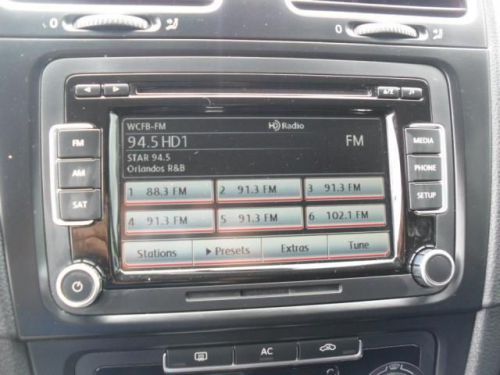 0
0
WCFB-FM
HD Radio
94.5 HD1
FM
STAR 94.5
Orlandos R&B
FM
AM
SAT
MEDIA
PHONE
SETUP
1 88.3 FM
2 91.3 FM
3 91.3 FM
4 91.3 FM
5 91.3 FM
6 102.1 FM
Stations
Presets
Extras
Tune
AC